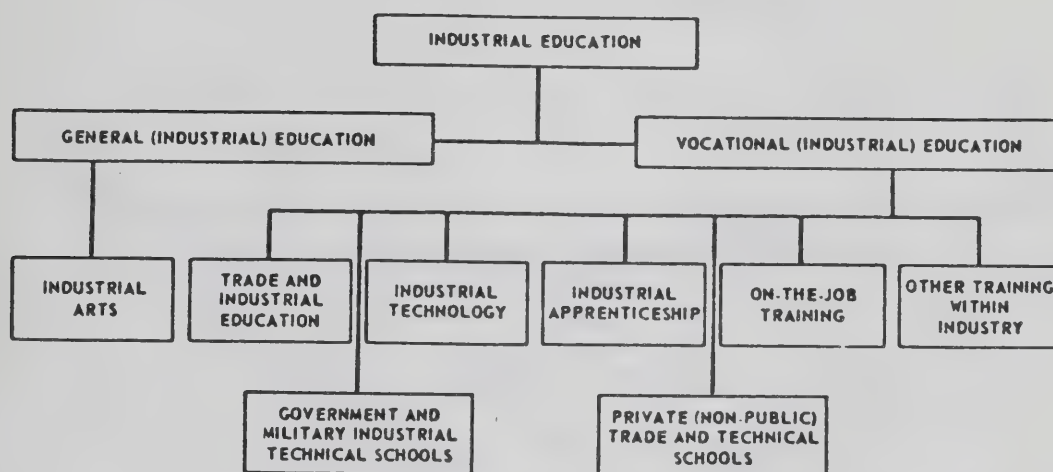 INDUSTRIAL EDUCATION
GENERAL (INDUSTRIAL) EDUCATION
VOCATIONAL (INDUSTRIAL) EDUCATION
INDUSTRIAL
ARTS
TRADE AND
INDUSTRIAL
EDUCATION
INDUSTRIAL
TECHNOLOGY
INDUSTRIAL
APPRENTICESHIP
ON-THE-JOB
TRAINING
OTHER TRAINING
WITHIN
INDUSTRY
GOVERNMENT AND
MILITARY INDUSTRIAL
TECHNICAL SCHOOLS
PRIVATE (NON-PUBLIC)
TRADE AND TECHNICAL
SCHOOLS